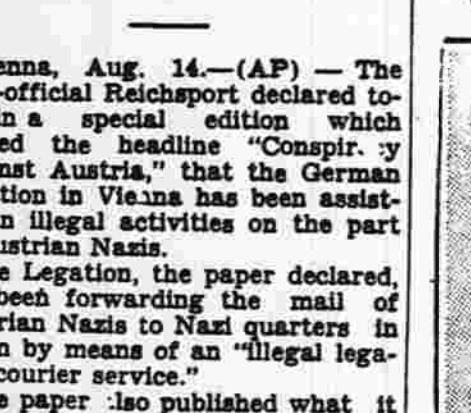 enna, Aug. 14.—(AP) — The
-official Reichsport declared to-
in a special edition which
ed the headline "Conspir. :y
nst Austria," that the German
tion in Vienna has been assist-
n illegal activities on the part
ustrian Nazis.
e Legation, the paper declared,
been forwarding the mail of
rian Nazis to Nazi quarters in
n by means of an "illegal lega-
courier service."
e paper :lso published what it